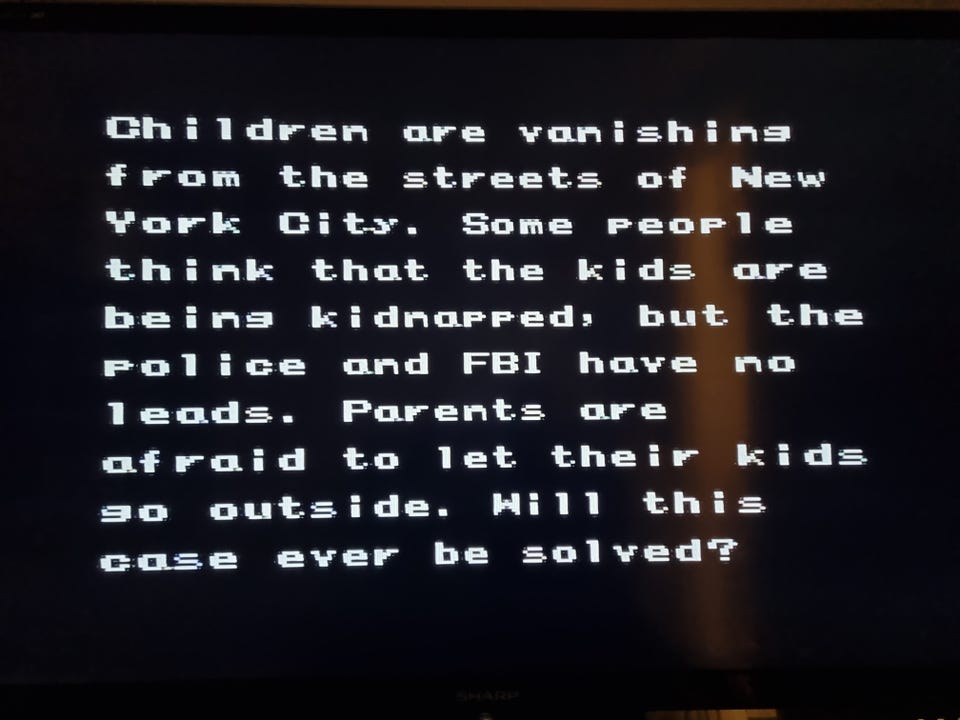 Children are vanishing
from the streets of New
York City. Some people
think that the kids are
being kidnapped, but the
police and FBI have no
leads. Parents are
afraid to let their kids
go outside. Will this
case ever be solved?
SHARP